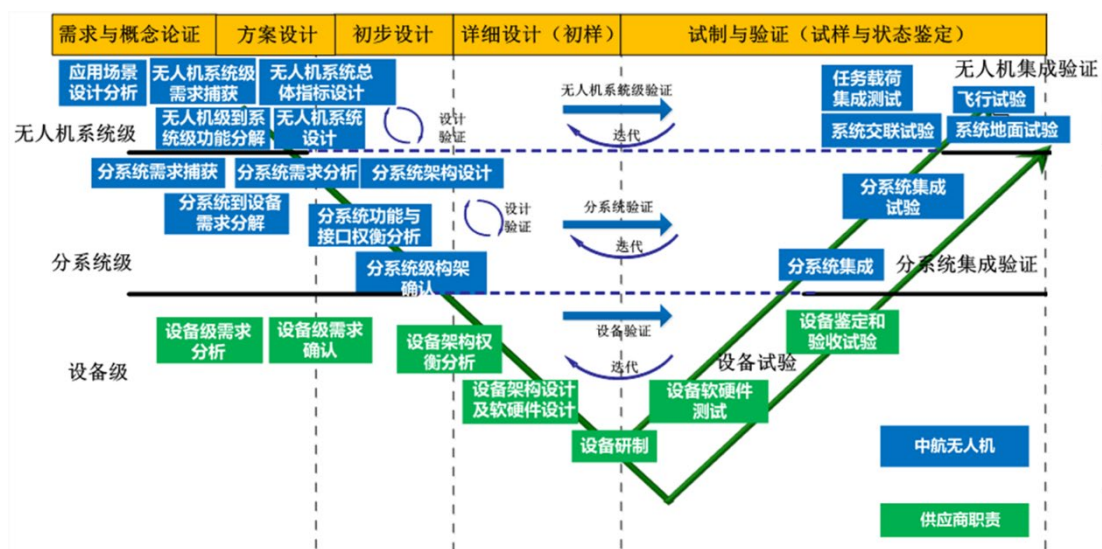 需求与概念论证
方案设计
初步设计
详细设计（初样）
试制与验证（试样与状态鉴定）
应用场景
设计分析
无人机系统级
需求捕获
无人机系统总
体指标设计
无人机系统级验证
任务载荷
集成测试
无人机集成验证
飞行试验
无人机系统级
无人机级到系
统级功能分解
无人机系统
设计
设计
验证
迭代
系统交联试验
系统地面试验
分系统需求捕获
分系统需求分析
分系统架构设计
分系统到设备
需求分解
分系统功能与
接口权衡分析
设计
验证
分系统验证
迭代
分系统集成
试验
分系统级
分系统级构架
确认
分系统集成
分系统集成验证
设备级需求
分析
设备级需求
确认
设备架构权
衡分析
设备验证
迭代
设备鉴定和
验收试验
设备级
设备试验
设备架构设计
及软硬件设计
设备软硬件
测试
设备研制
中航无人机
供应商职责